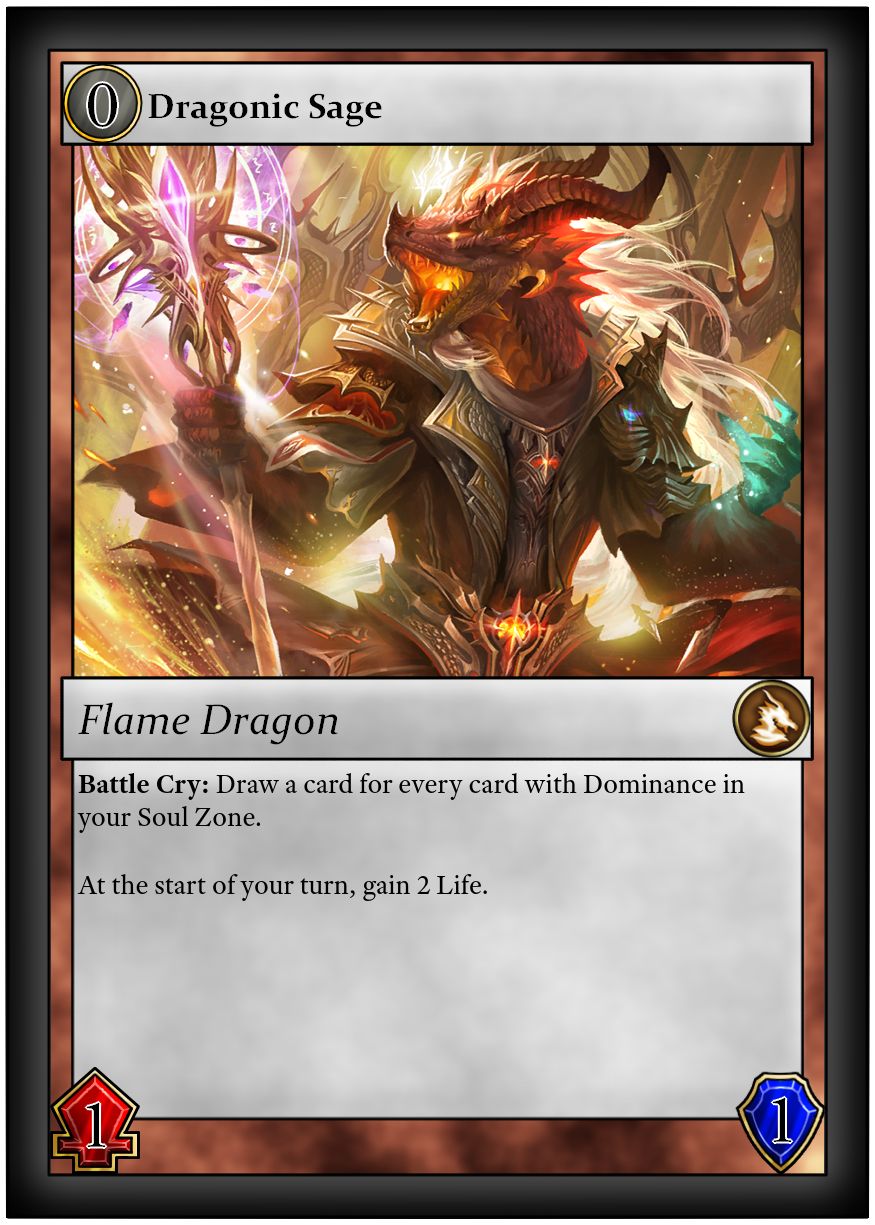 0 Dragonic Sage
Flame Dragon
Battle Cry: Draw a card for every card with Dominance in
your Soul Zone.
At the start of your turn, gain 2 Life.
1
1